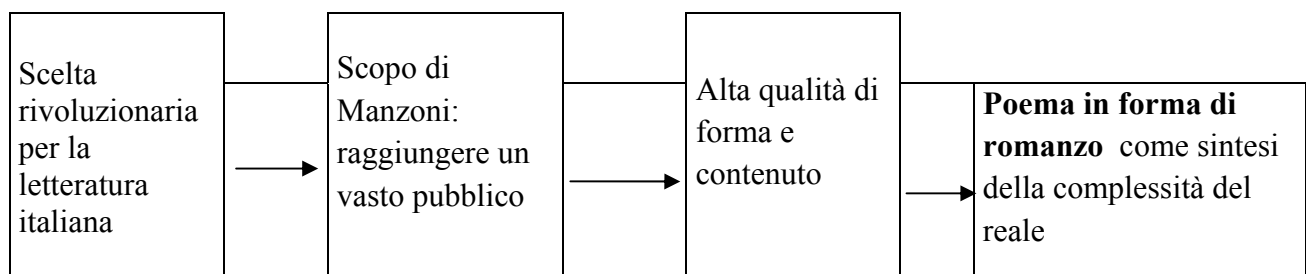 Scelta
rivoluzionaria
per la
letteratura
italiana
Scopo di
Manzoni:
raggiungere un
vasto pubblico
Alta qualità di
forma e
contenuto
Poema in forma di
romanzo come sintesi
della complessità del
reale